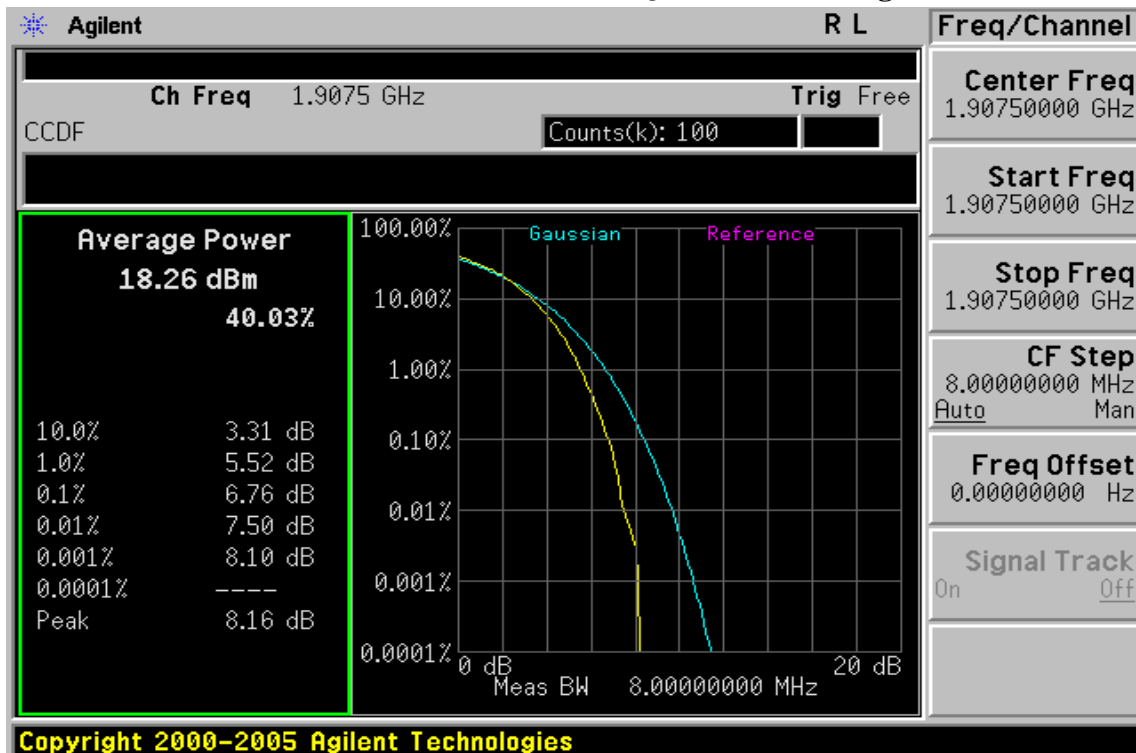 Agilent
R L
Freq/Channel
Ch Freq 1.9075 GHz
Trig Free
CCDF
Counts(k): 100
Average Power
18.26 dBm
40.03%
10.0% 3.31 dB
1.0% 5.52 dB
0.1% 6.76 dB
0.01% 7.50 dB
0.001% 8.10 dB
0.0001% ----
Peak 8.16 dB
Gaussian
Reference
100.00%
10.00%
1.00%
0.10%
0.01%
0.001%
0.0001%
0 dB
20 dB
Meas BW 8.00000000 MHz
Center Freq
1.90750000 GHz
Start Freq
1.90750000 GHz
Stop Freq
1.90750000 GHz
CF Step
8.00000000 MHz
Auto Man
Freq Offset
0.00000000 Hz
Signal Track
On Off
Copyright 2000-2005 Agilent Technologies